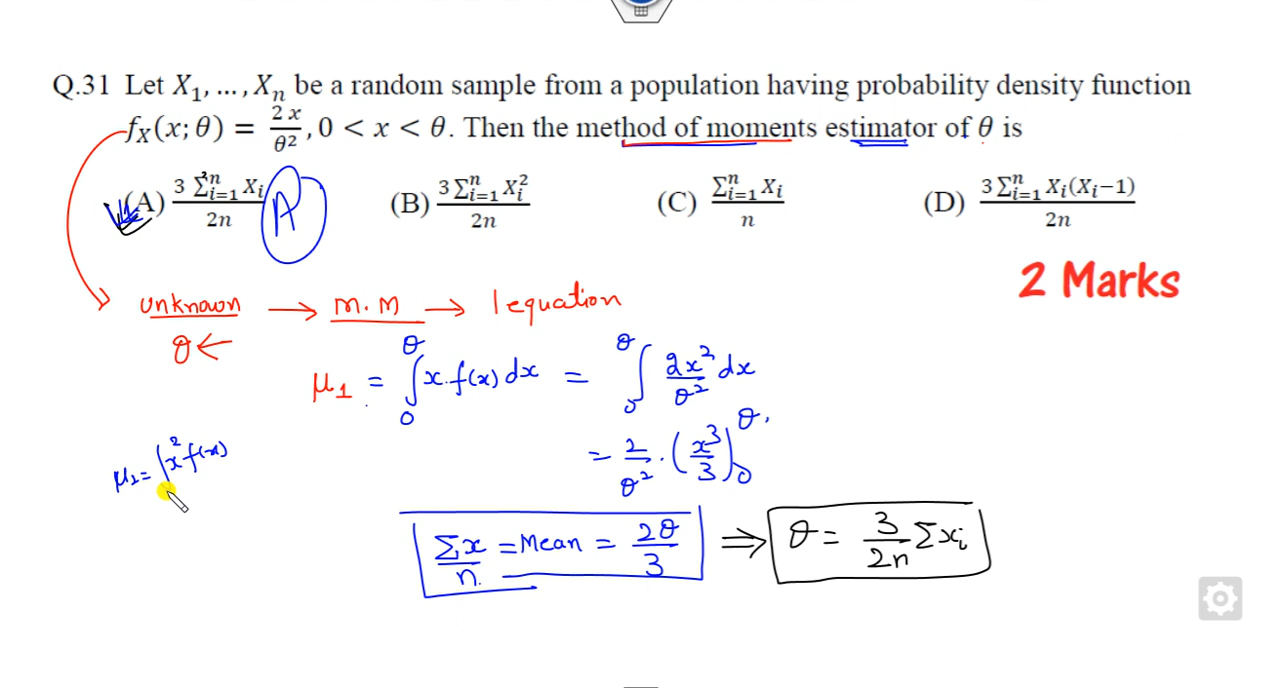 Q.31 Let X₁, ..., Xₙ be a random sample from a population having probability density function
f_X(x; θ) = 2x/θ², 0 < x < θ. Then the method of moments estimator of θ is
(A) 3 Σⁿᵢ₌₁ Xᵢ / 2n A (B) 3 Σⁿᵢ₌₁ Xᵢ² / 2n (C) Σⁿᵢ₌₁ Xᵢ / n (D) 3 Σⁿᵢ₌₁ Xᵢ(Xᵢ−1) / 2n
2 Marks
unknown → m.m → 1 equation
θ ←
μ₁ = ∫₀^θ x.f(x) dx = ∫₀^θ 2x²/θ² dx
= 2/θ² . (x³/3)₀^θ
μ₂ = ∫x² f(x)
Σx/n = Mean = 2θ/3 ⇒ θ = 3/2n Σxᵢ